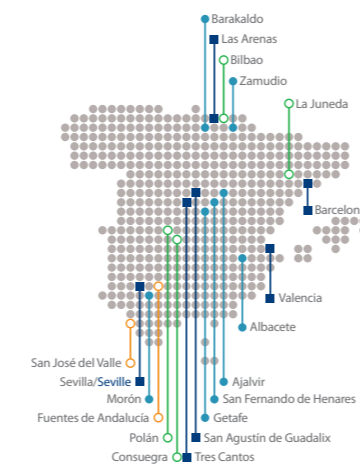 Barakaldo
Las Arenas
Bilbao
Zamudio
La Juneda
Barcelon
Valencia
Albacete
San José del Valle
Sevilla/Seville
Ajalvir
Morón
San Fernando de Henares
Fuentes de Andalucía
Getafe
Polán
San Agustín de Guadalix
Consuegra
Tres Cantos